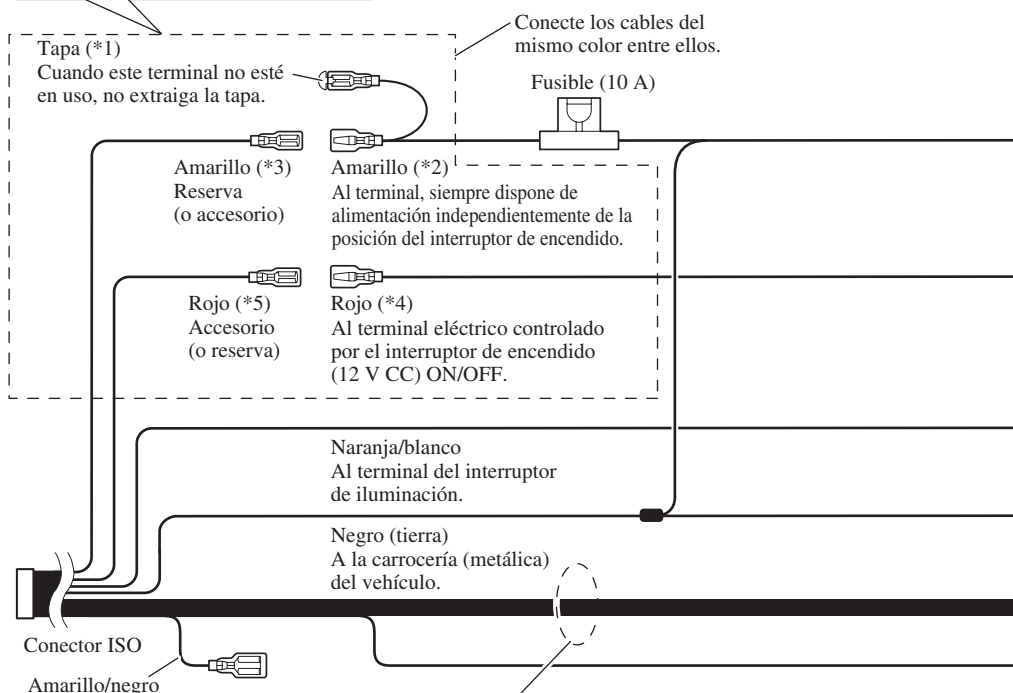 Conecte los cables del
mismo color entre ellos.
Tapa (*1)
Cuando este terminal no esté
en uso, no extraiga la tapa.
Fusible (10 A)
Amarillo (*3)
Reserva
(o accesorio)
Amarillo (*2)
Al terminal, siempre dispone de
alimentación independientemente de la
posición del interruptor de encendido.
Rojo (*5)
Accesorio
(o reserva)
Rojo (*4)
Al terminal eléctrico controlado
por el interruptor de encendido
(12 V CC) ON/OFF.
Naranja/blanco
Al terminal del interruptor
de iluminación.
Negro (tierra)
A la carrocería (metálica)
del vehículo.
Conector ISO
Amarillo/negro